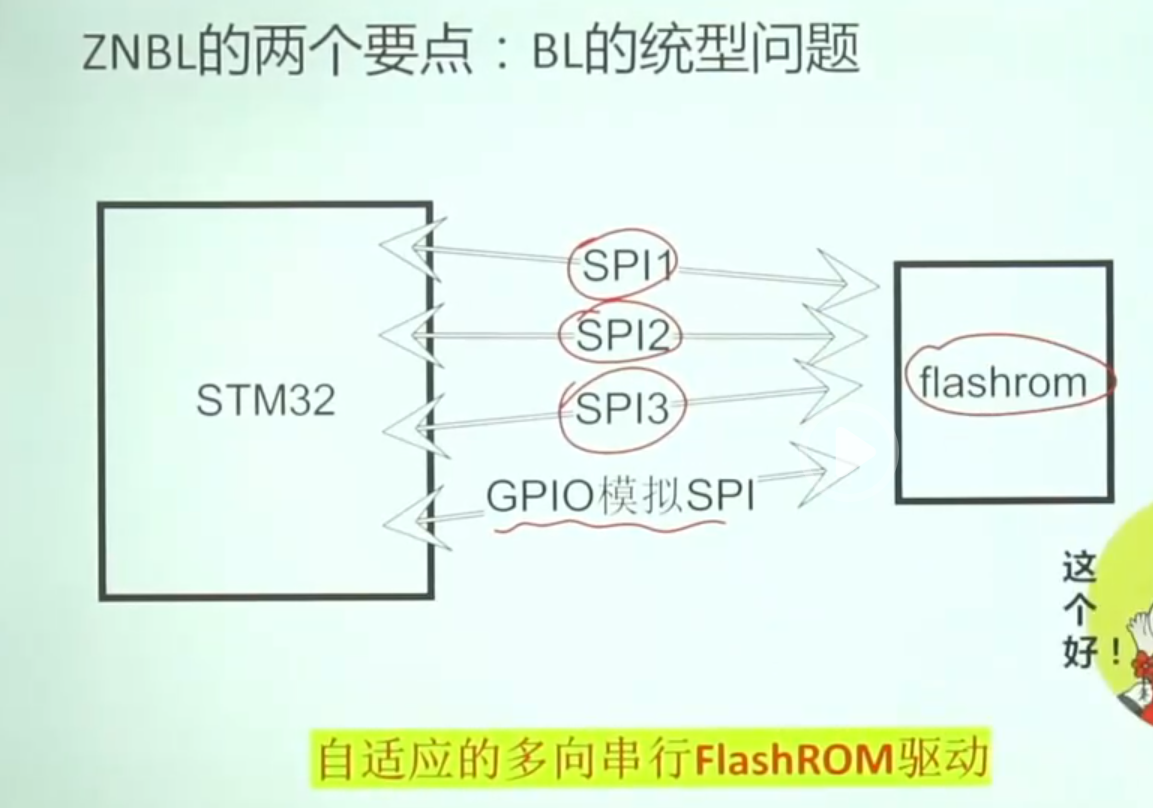 ZNBL的两个要点：BL的统型问题
SPI1
SPI2
STM32
SPI3
flashrom
GPIO模拟SPI
这个好！
自适应的多向串行FlashROM驱动